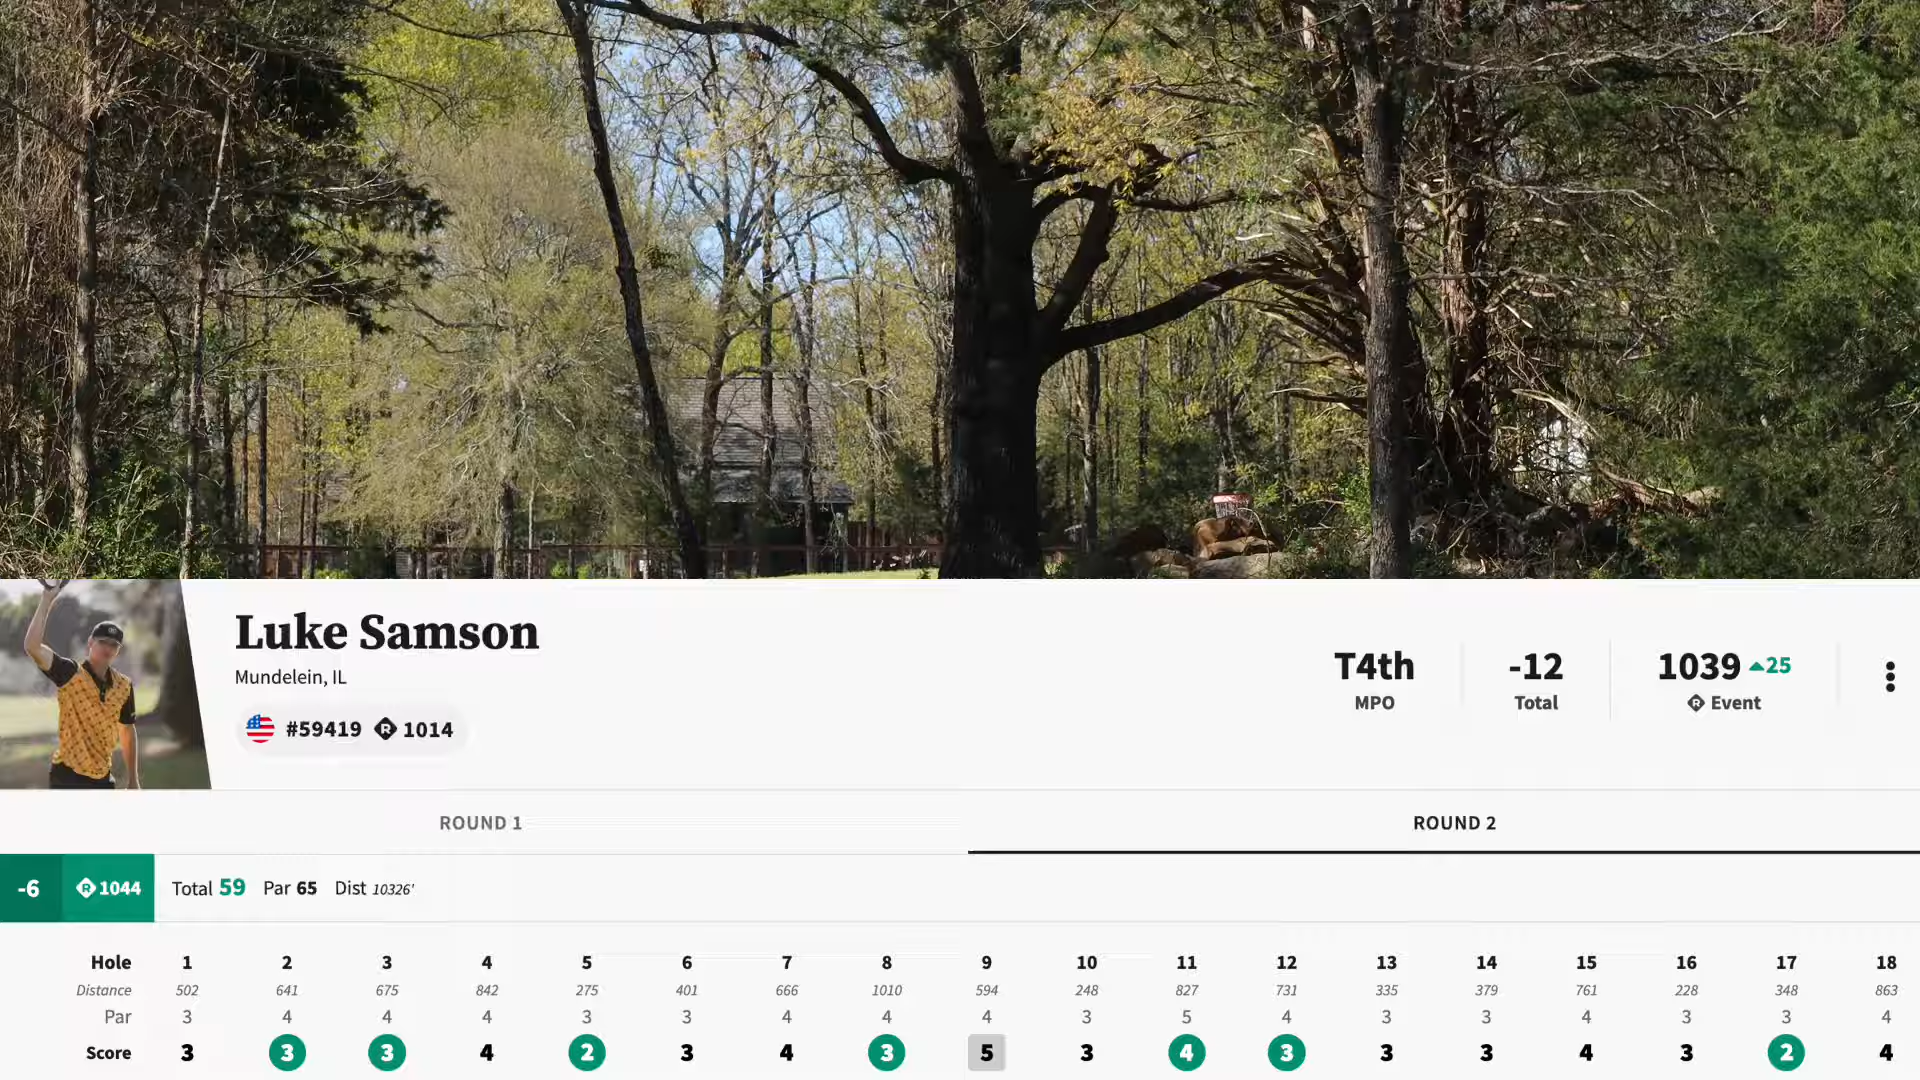 Luke Samson
Mundelein, IL
#59419 R 1014
T4th
MPO
-12
Total
1039 25
R Event
ROUND 1
ROUND 2
-6 R 1044 Total 59 Par 65 Dist 10326'
Hole 1 2 3 4 5 6 7 8 9 10 11 12 13 14 15 16 17 18
Distance 502 641 675 842 275 401 666 1010 594 248 827 731 335 379 761 228 348 863
Par 3 4 4 4 3 3 4 4 4 3 5 4 3 3 4 3 3 4
Score 3 3 3 4 2 3 4 3 5 3 4 3 3 3 4 3 2 4